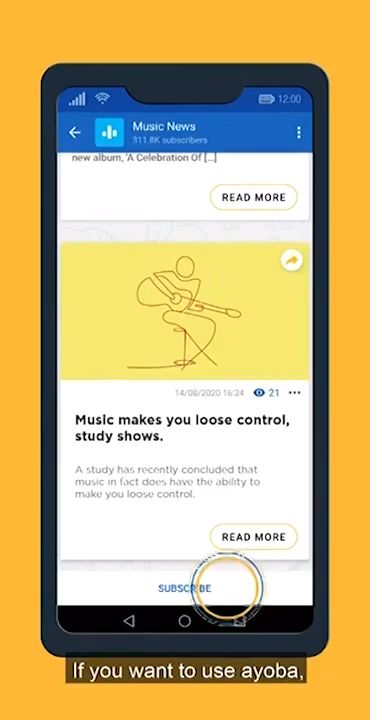 12:00
Music News
311.8K subscribers
new album, 'A Celebration Of [...]
READ MORE
14/08/2020 16:24 21
Music makes you loose control,
study shows.
A study has recently concluded that
music in fact does have the ability to
make you loose control.
READ MORE
SUBSCRIBE
If you want to use ayoba,